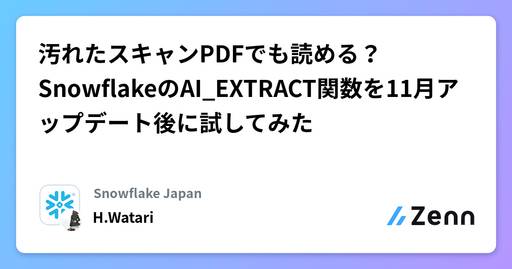 汚れたスキャンPDFでも読める？
SnowflakeのAI_EXTRACT関数を11月ア
ップデート後に試してみた
Snowflake Japan
H.Watari
Zenn